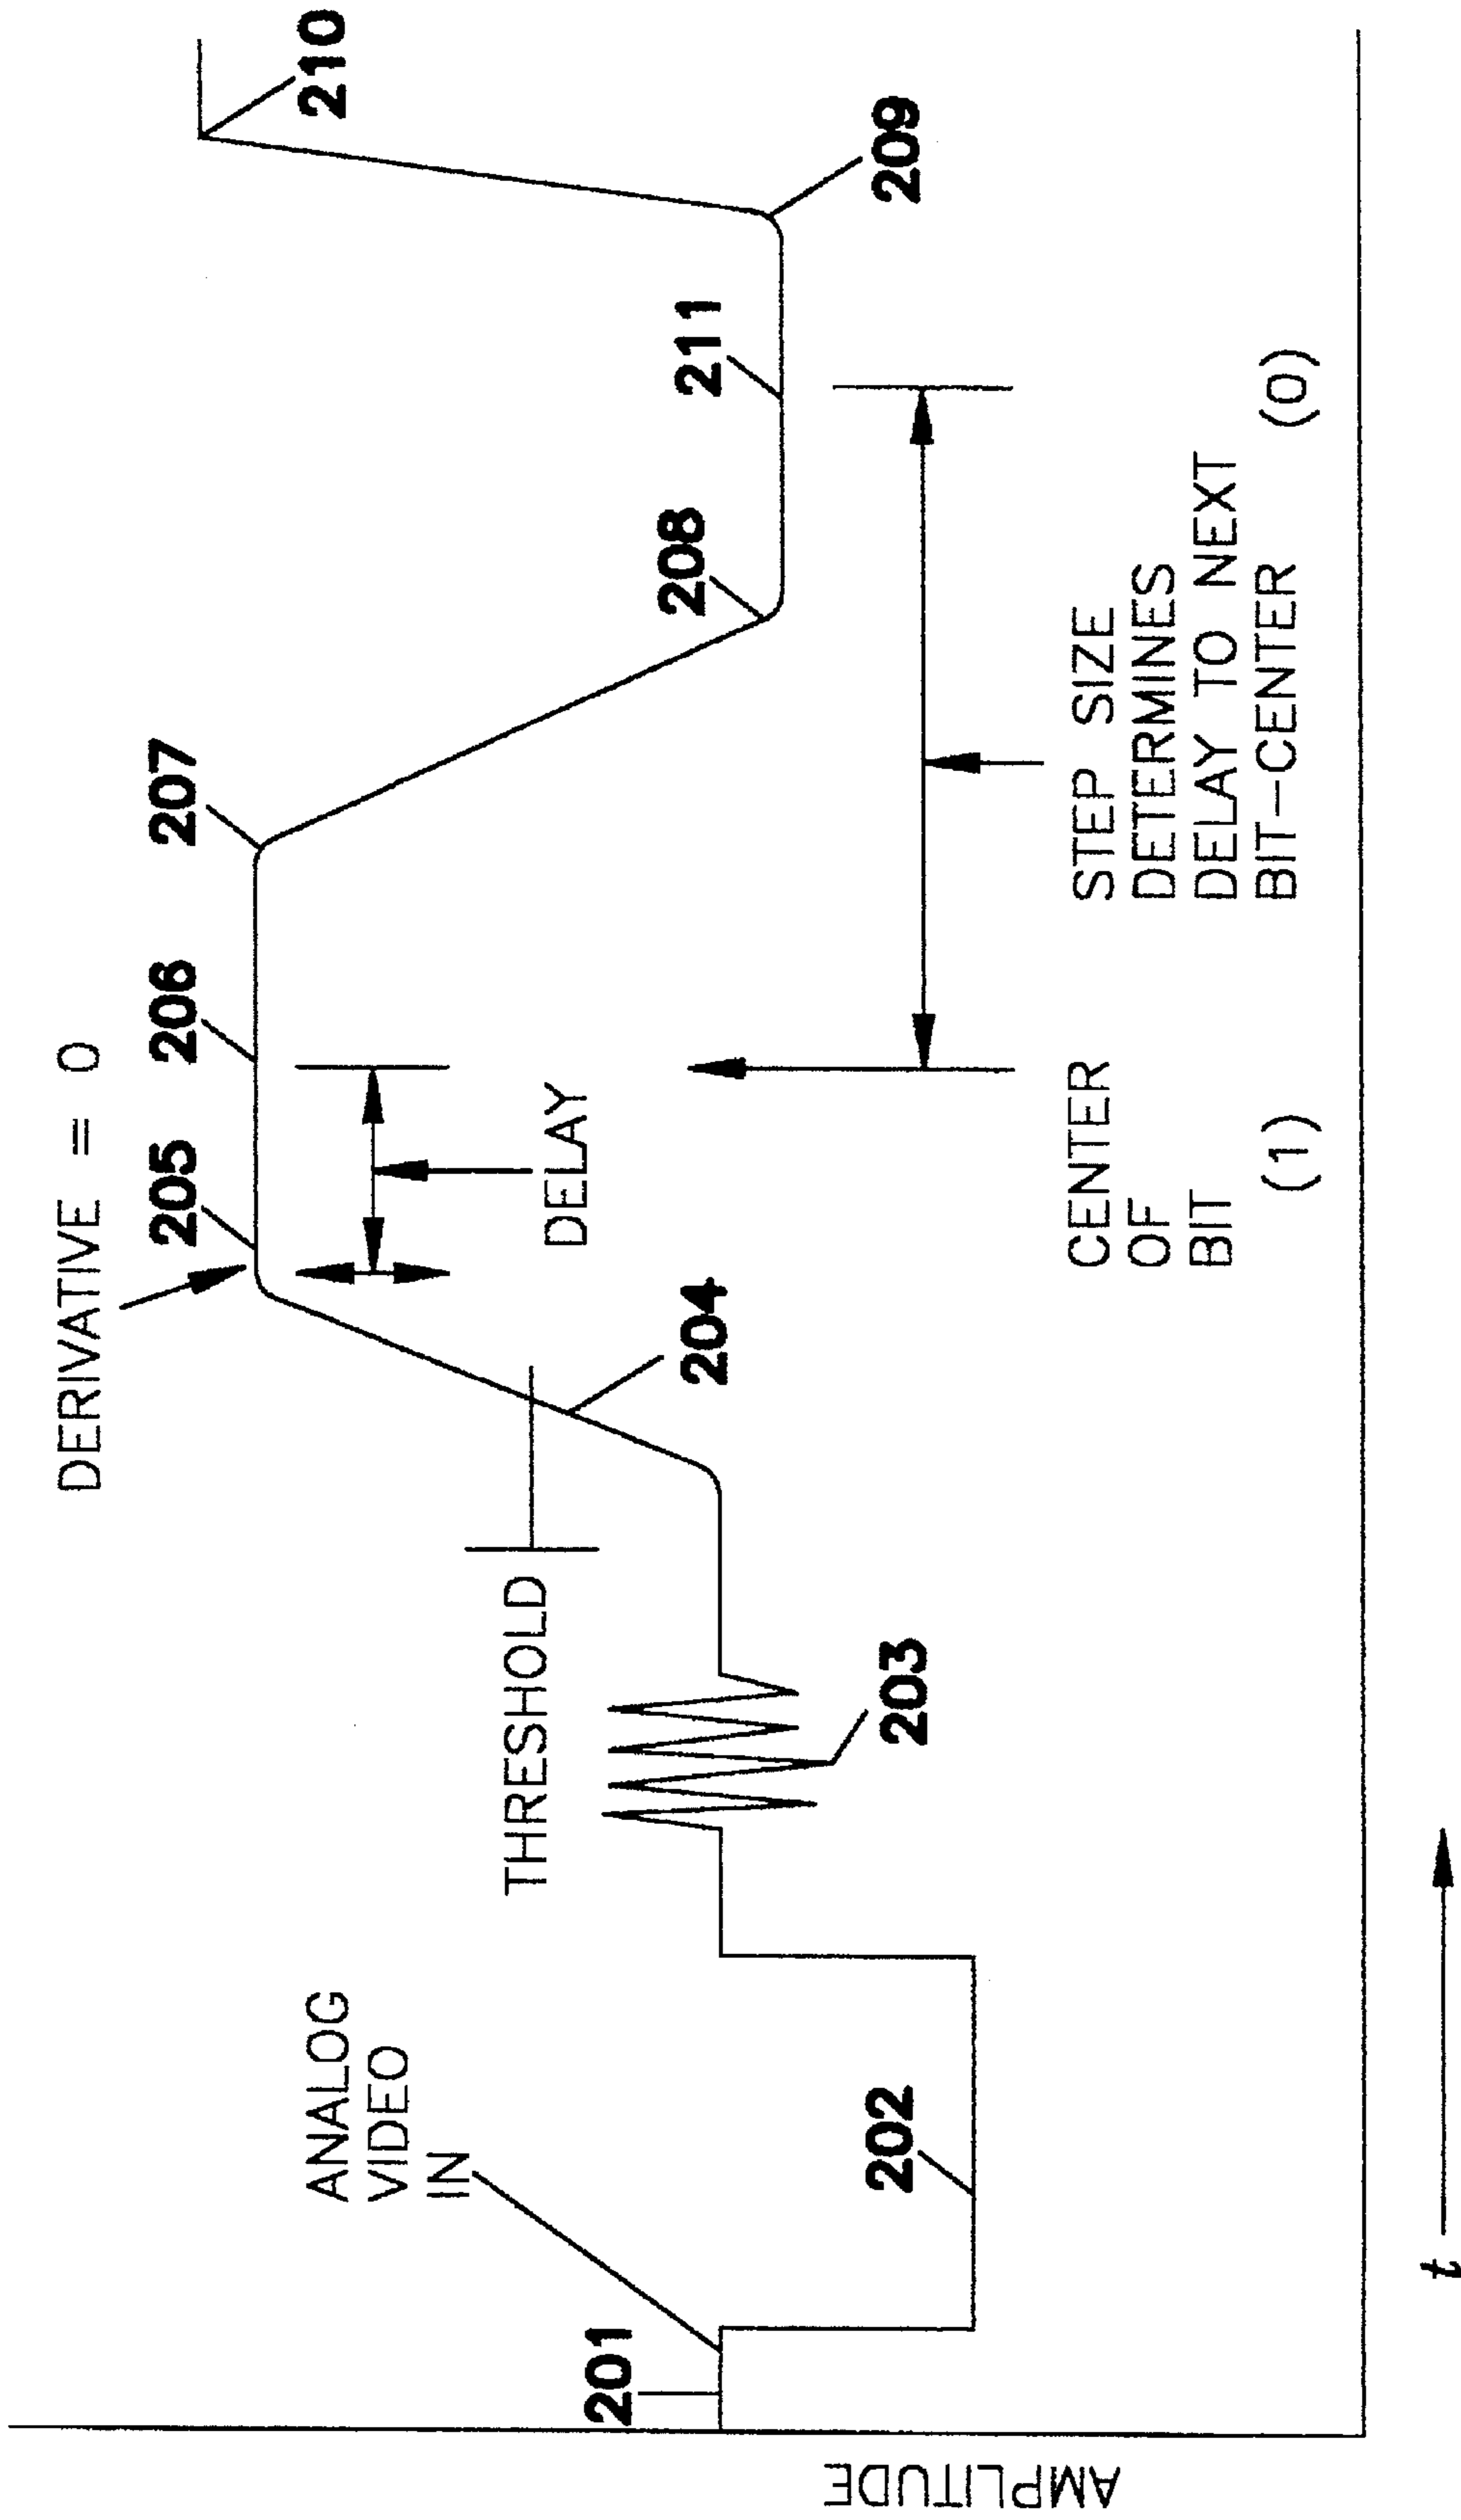 DERIVATIVE = 0
205
206
207
210
ANALOG
VIDEO
IN
THRESHOLD
DELAY
201
204
208
211
202
203
209
CENTER
OF
BIT
(1)
STEP SIZE
DETERMINES
DELAY TO NEXT
BIT-CENTER
(0)
AMPLITUDE
t